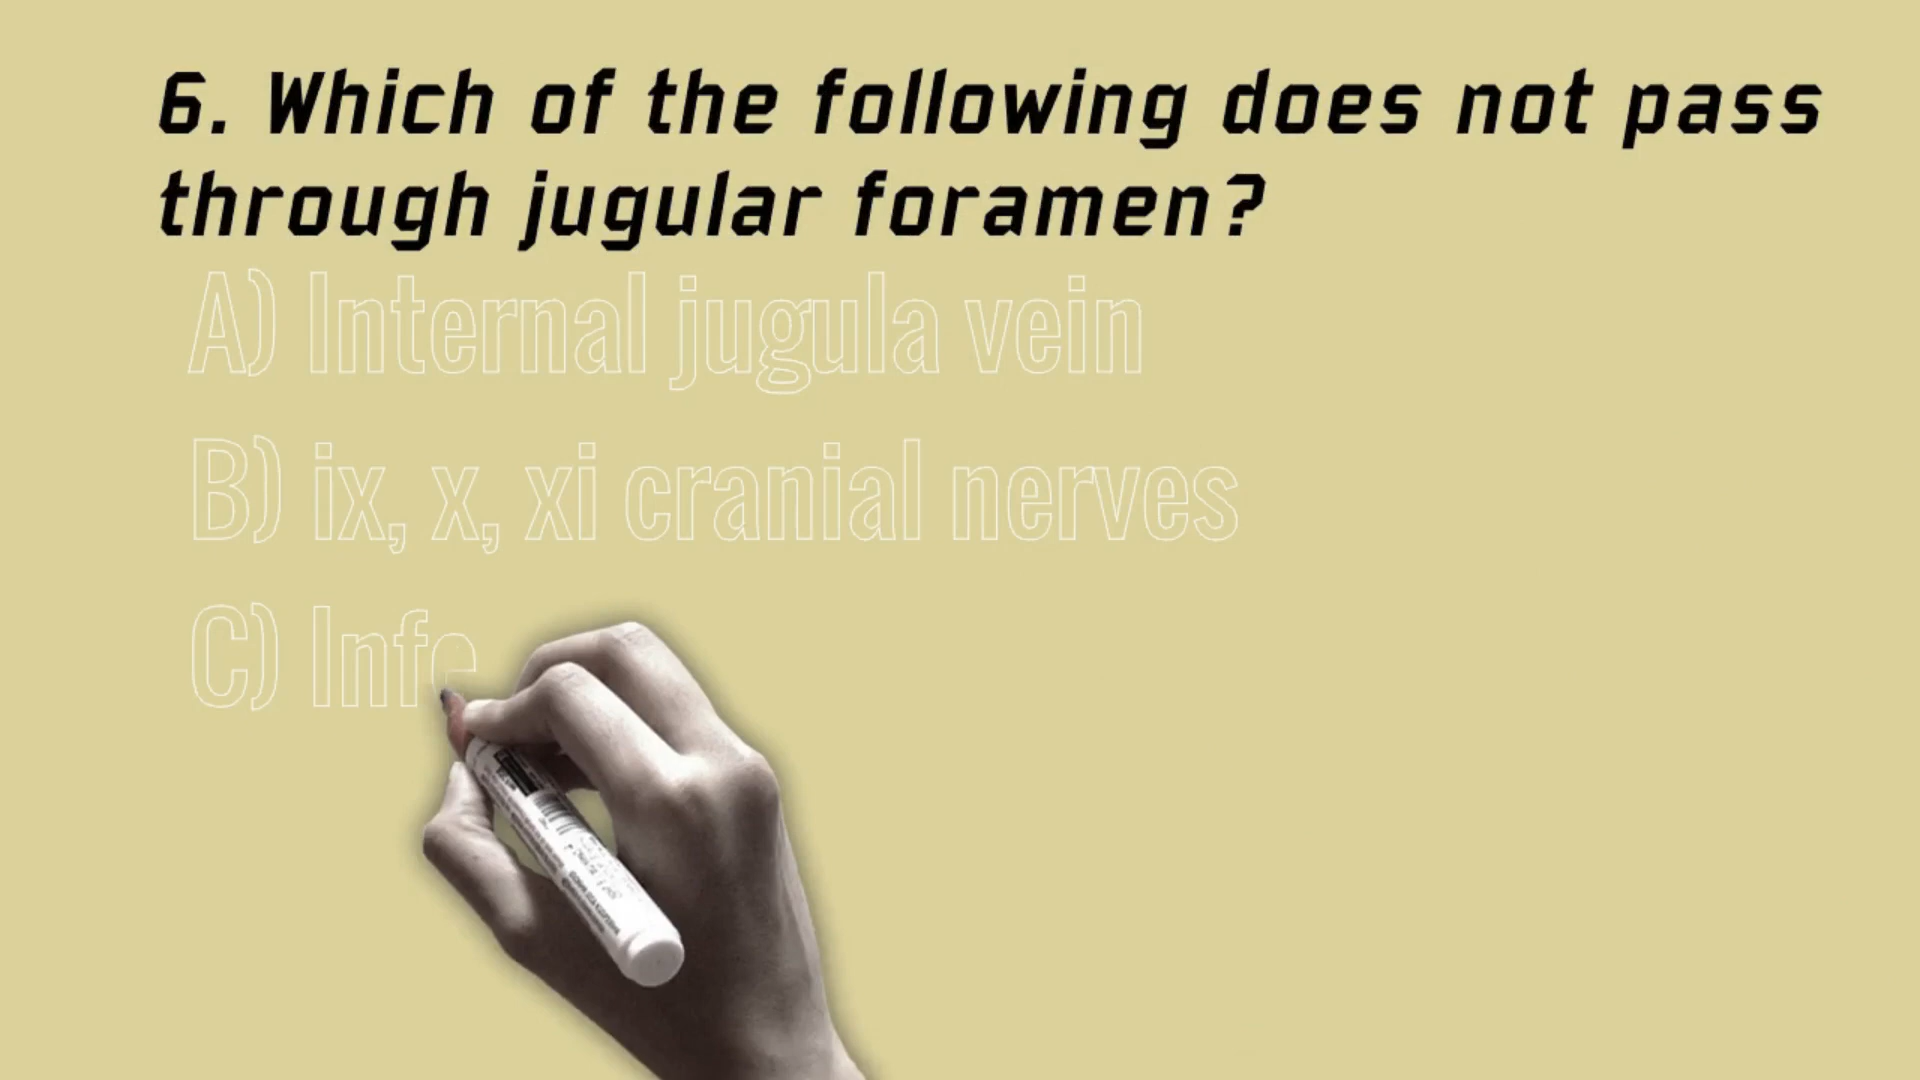 6. Which of the following does not pass
through jugular foramen?
A) Internal jugula vein
B) ix, x, xi cranial nerves
C) Infe